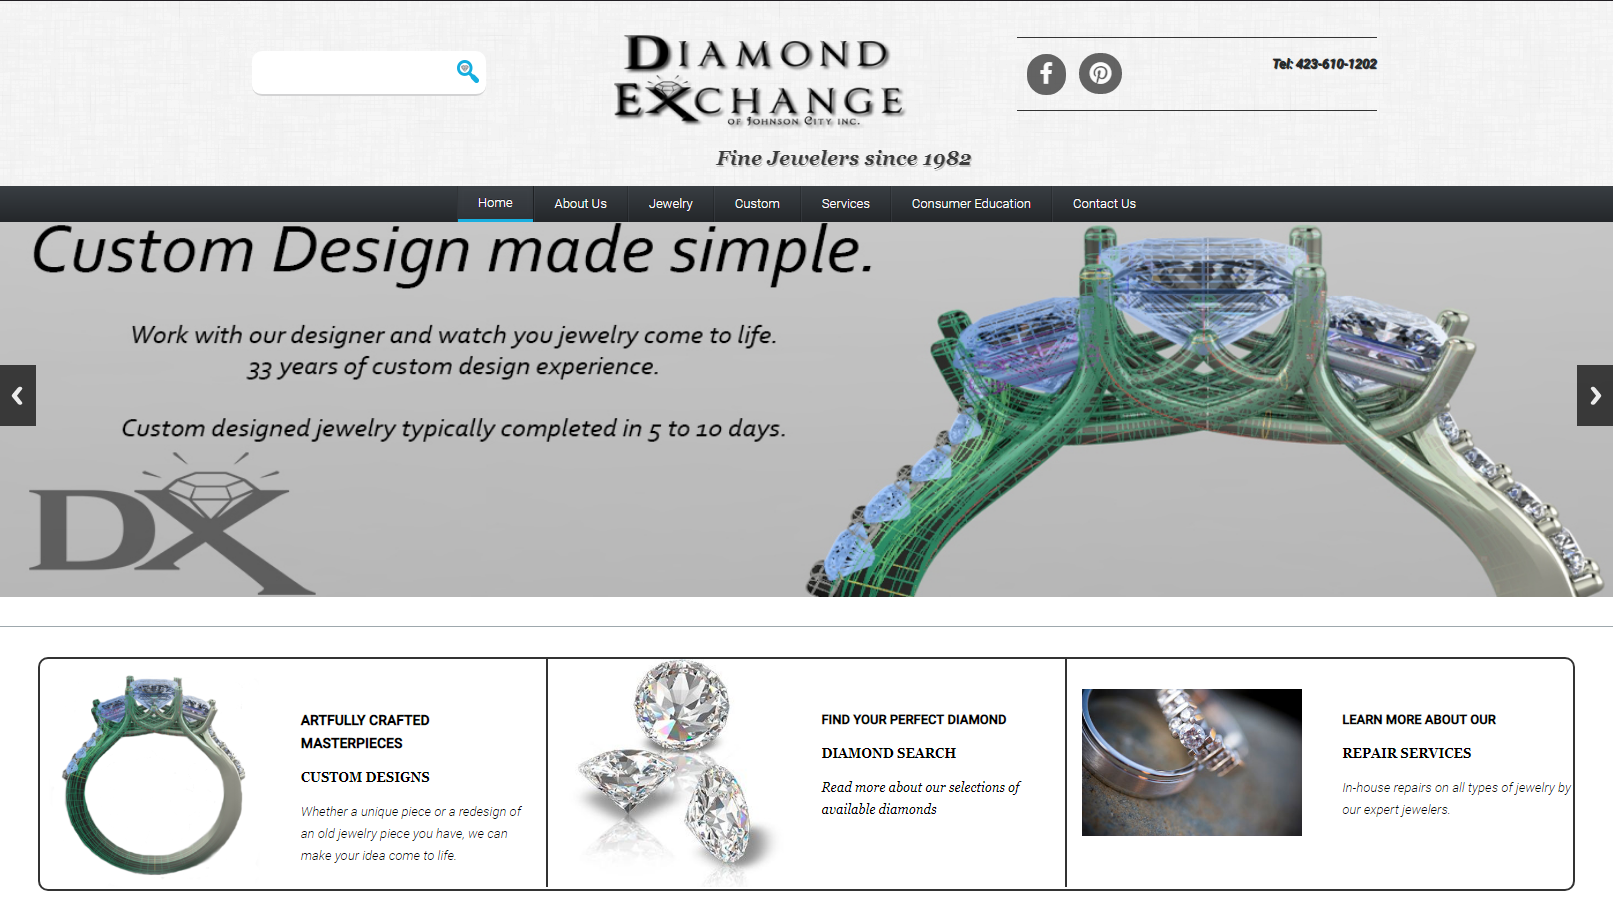 DIAMOND
EXCHANGE
OF JOHNSON CITY INC.
Fine Jewelers since 1982
Tel: 423-610-1202
Home About Us Jewelry Custom Services Consumer Education Contact Us
Custom Design made simple.
Work with our designer and watch you jewelry come to life.
33 years of custom design experience.
Custom designed jewelry typically completed in 5 to 10 days.
DX
ARTFULLY CRAFTED
MASTERPIECES
CUSTOM DESIGNS
Whether a unique piece or a redesign of
an old jewelry piece you have, we can
make your idea come to life.
FIND YOUR PERFECT DIAMOND
DIAMOND SEARCH
Read more about our selections of
available diamonds
LEARN MORE ABOUT OUR
REPAIR SERVICES
In-house repairs on all types of jewelry by
our expert jewelers.